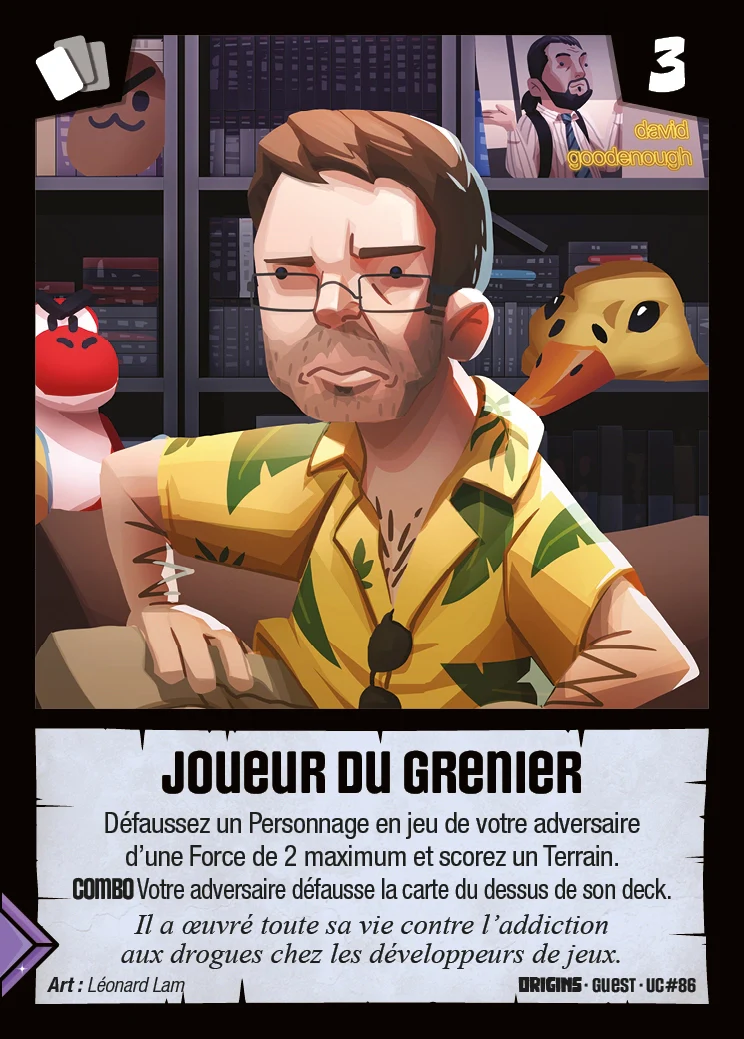 3
david
goodenough
JOUEUR DU GRENIER
Défaussez un Personnage en jeu de votre adversaire
d’une Force de 2 maximum et scorez un Terrain.
COMBO Votre adversaire défausse la carte du dessus de son deck.
Il a œuvré toute sa vie contre l’addiction
aux drogues chez les développeurs de jeux.
Art : Léonard Lam
ORIGINS · GUEST · UC#86